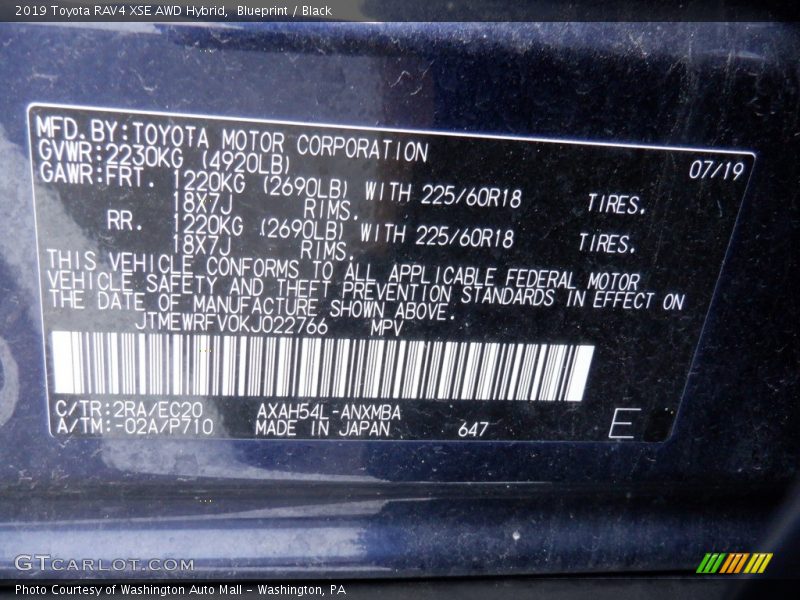 2019 Toyota RAV4 XSE AWD Hybrid, Blueprint / Black
MFD.BY:TOYOTA MOTOR CORPORATION 07/19
GVWR:2230KG (4920LB)
GAWR:FRT. 1220KG (2690LB) WITH 225/60R18 TIRES.
18X7J RIMS.
RR. 1220KG (2690LB) WITH 225/60R18 TIRES.
18X7J RIMS.
THIS VEHICLE CONFORMS TO ALL APPLICABLE FEDERAL MOTOR
VEHICLE SAFETY AND THEFT PREVENTION STANDARDS IN EFFECT ON
THE DATE OF MANUFACTURE SHOWN ABOVE.
JTMEWRFV0KJ022766 MPV
C/TR:2RA/EC20 AXAH54L-ANXMBA
A/TM:-02A/P710 MADE IN JAPAN 647 E
GTCARLOT.COM
Photo Courtesy of Washington Auto Mall - Washington, PA